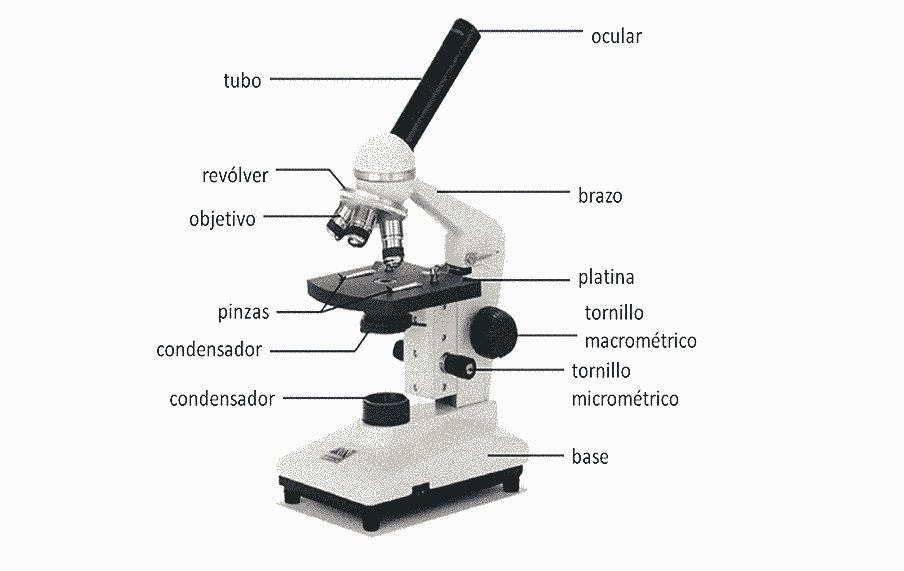 ocular
tubo
revólver
brazo
objetivo
platina
pinzas
tornillo
macrométrico
condensador
tornillo
micrométrico
condensador
base